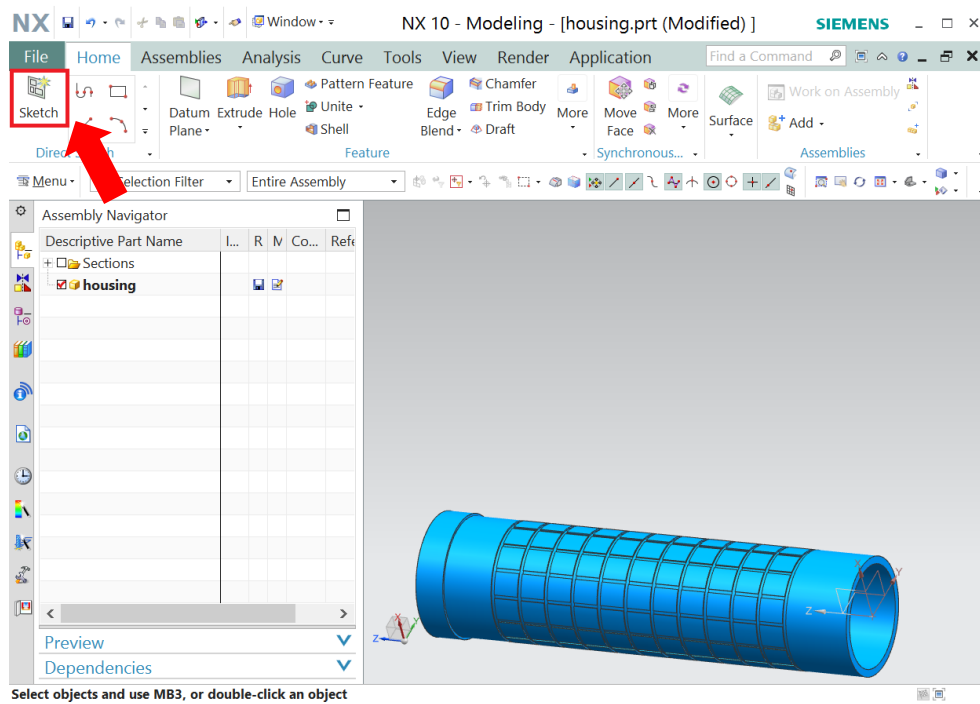 NX Window NX 10 - Modeling - [housing.prt (Modified) ] SIEMENS
File Home Assemblies Analysis Curve Tools View Render Application Find a Command
Pattern Feature Chamfer Work on Assembly
Unite Trim Body
Sketch Datum Plane Extrude Hole Shell Edge Blend Draft More Move Face More Surface Add
Feature Synchronous... Assemblies
Menu election Filter Entire Assembly
Assembly Navigator
Descriptive Part Name I... R M Co... Refe
Sections
housing
Preview
Dependencies
X Y Z
X Y Z
Select objects and use MB3, or double-click an object